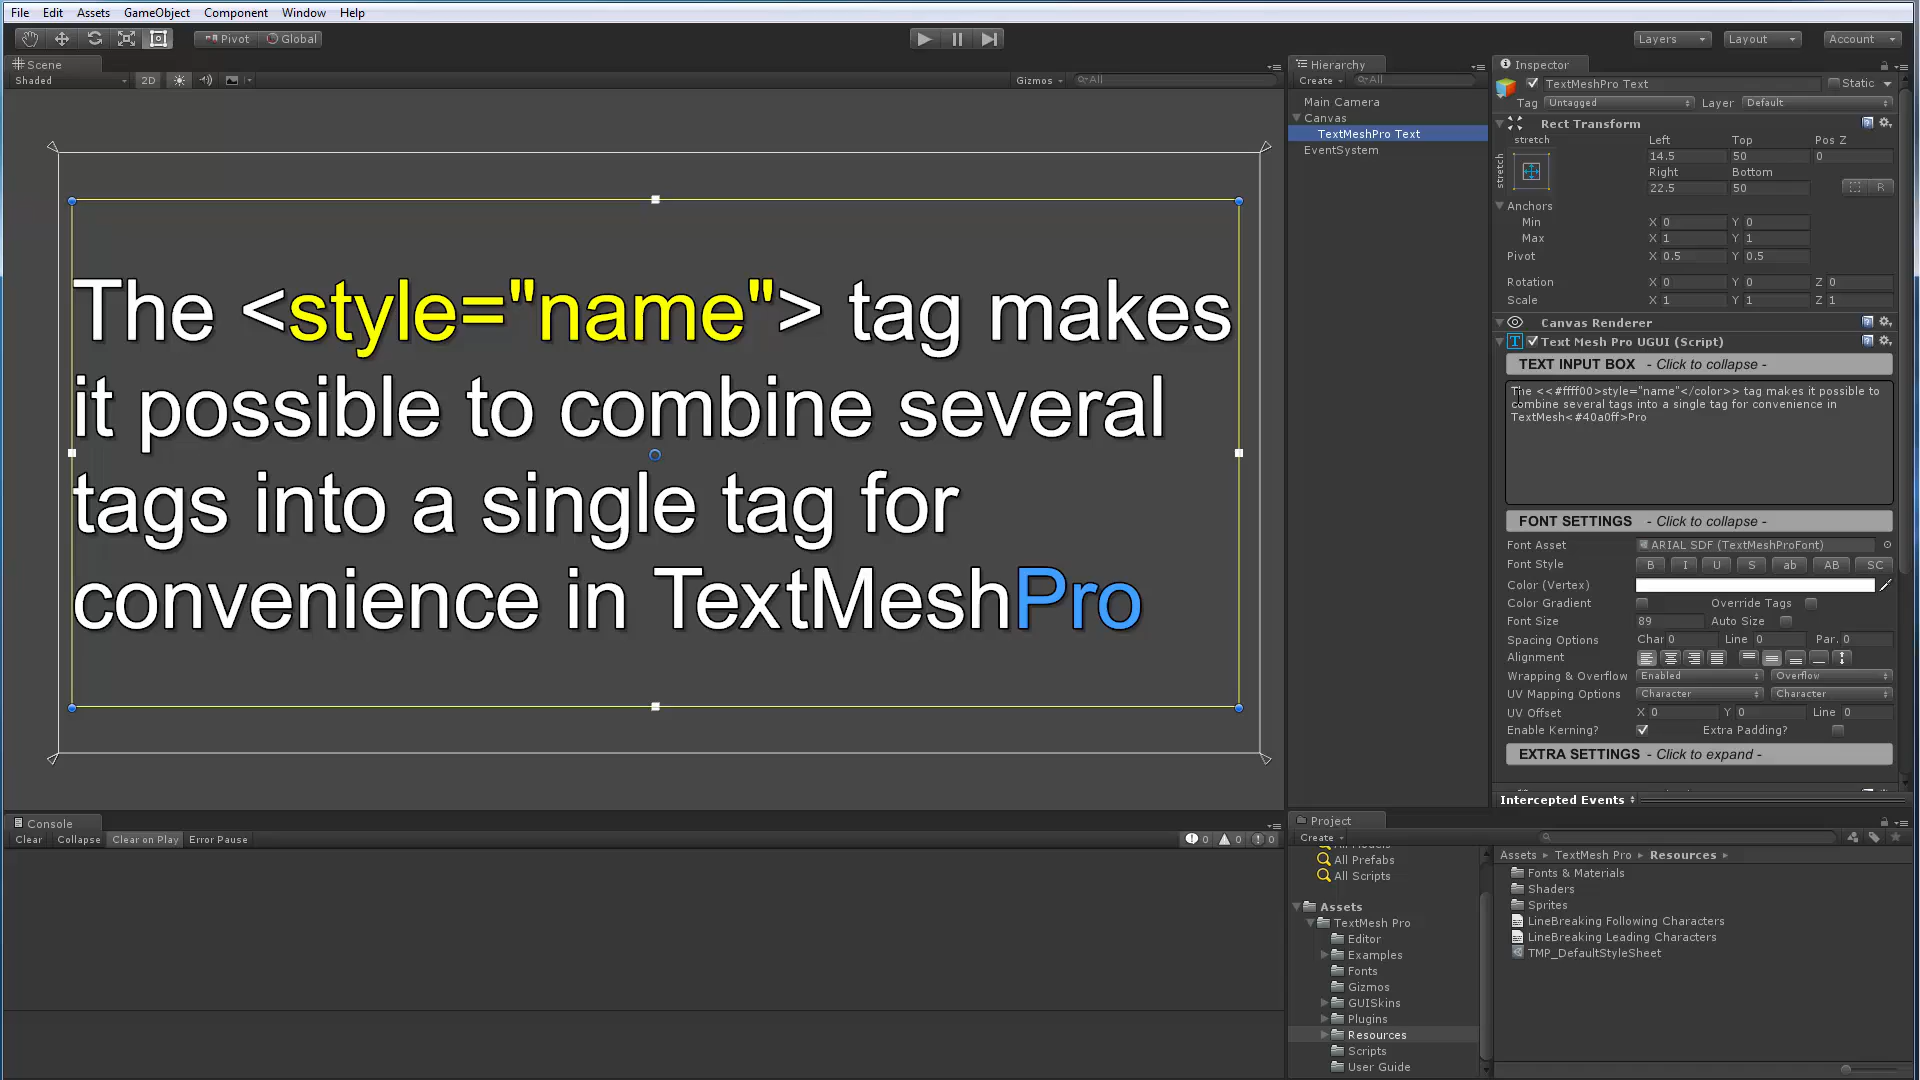 File Edit Assets GameObject Component Window Help
Pivot Global
Layers Layout Account
Scene
Shaded 2D Gizmos All
The <style="name"> tag makes
it possible to combine several
tags into a single tag for
convenience in TextMeshPro
Console
Clear Collapse Clear on Play Error Pause 0 0 0
Hierarchy
Create All
Main Camera
Canvas
TextMeshPro Text
EventSystem
Inspector
TextMeshPro Text Static
Tag Untagged Layer Default
Rect Transform
stretch Left Top Pos Z
stretch 14.5 50 0
Right Bottom
22.5 50 R
Anchors
Min X 0 Y 0
Max X 1 Y 1
Pivot X 0.5 Y 0.5
Rotation X 0 Y 0 Z 0
Scale X 1 Y 1 Z 1
Canvas Renderer
Text Mesh Pro UGUI (Script)
TEXT INPUT BOX - Click to collapse -
The <<#ffff00>style="name"</color>> tag makes it possible to
combine several tags into a single tag for convenience in
TextMesh<#40a0ff>Pro
FONT SETTINGS - Click to collapse -
Font Asset ARIAL SDF (TextMeshProFont)
Font Style B I U S ab AB SC
Color (Vertex)
Color Gradient Override Tags
Font Size 89 Auto Size
Spacing Options Char 0 Line 0 Par. 0
Alignment
Wrapping & Overflow Enabled Overflow
UV Mapping Options Character Character
UV Offset X 0 Y 0 Line 0
Enable Kerning? Extra Padding?
EXTRA SETTINGS - Click to expand -
Intercepted Events
Project
Create
All Prefabs
All Scripts
Assets
TextMesh Pro
Editor
Examples
Fonts
Gizmos
GUISkins
Plugins
Resources
Scripts
User Guide
Assets TextMesh Pro Resources
Fonts & Materials
Shaders
Sprites
LineBreaking Following Characters
LineBreaking Leading Characters
TMP_DefaultStyleSheet